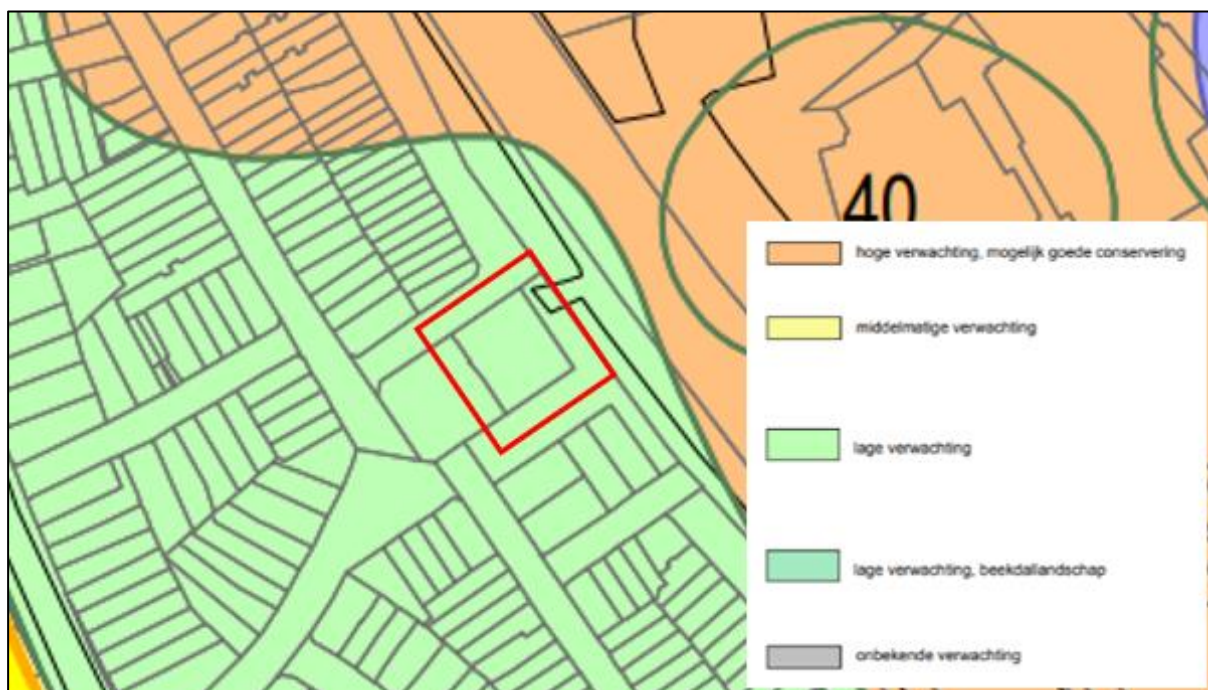 40
hoge verwachting, mogelijk goede conservering
middelmatige verwachting
lage verwachting
lage verwachting, beekdallandschap
onbekende verwachting